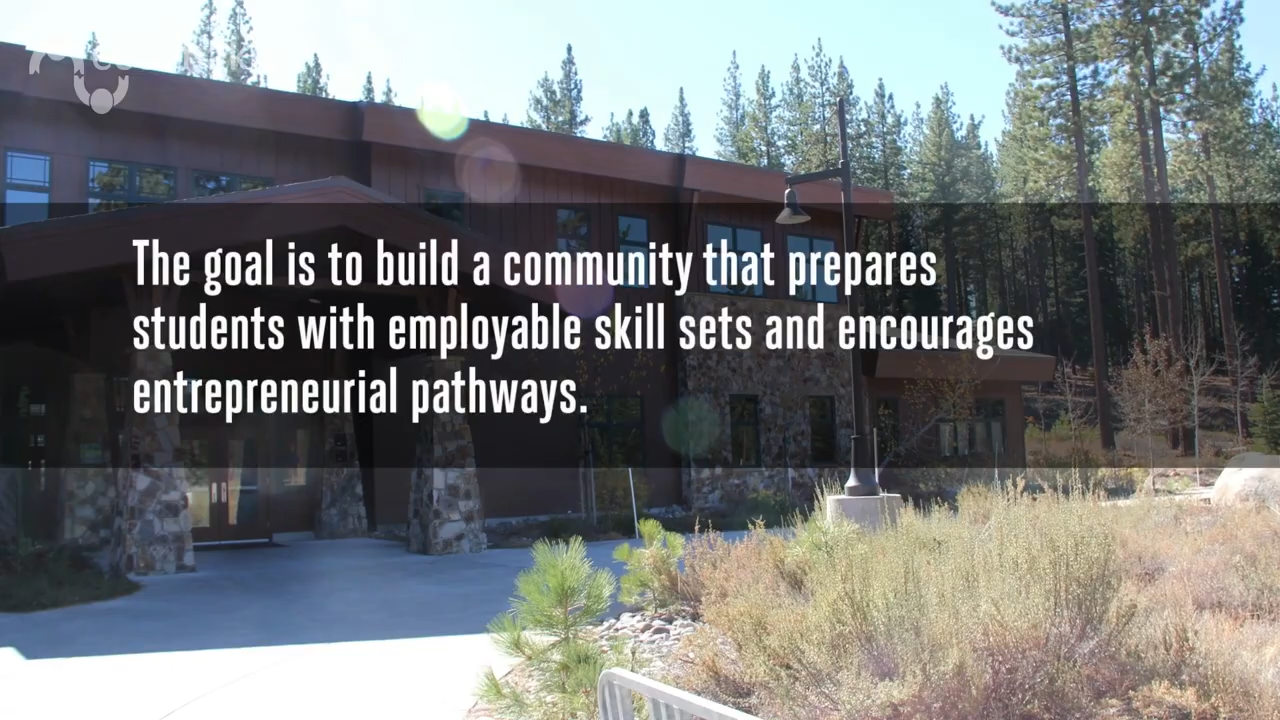 The goal is to build a community that prepares
students with employable skill sets and encourages
entrepreneurial pathways.